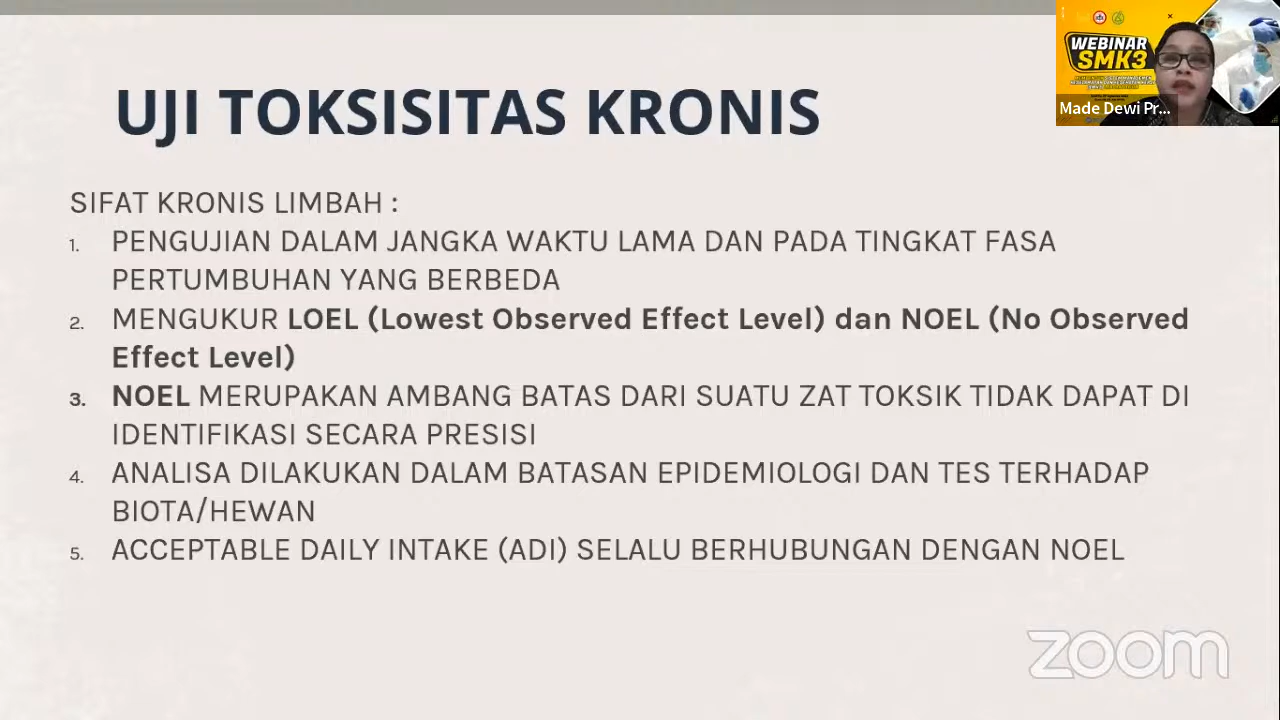 WEBINAR
SMK3
Made Dewi Pr...
UJI TOKSISITAS KRONIS
SIFAT KRONIS LIMBAH :
1. PENGUJIAN DALAM JANGKA WAKTU LAMA DAN PADA TINGKAT FASA
PERTUMBUHAN YANG BERBEDA
2. MENGUKUR LOEL (Lowest Observed Effect Level) dan NOEL (No Observed
Effect Level)
3. NOEL MERUPAKAN AMBANG BATAS DARI SUATU ZAT TOKSIK TIDAK DAPAT DI
IDENTIFIKASI SECARA PRESISI
4. ANALISA DILAKUKAN DALAM BATASAN EPIDEMIOLOGI DAN TES TERHADAP
BIOTA/HEWAN
5. ACCEPTABLE DAILY INTAKE (ADI) SELALU BERHUBUNGAN DENGAN NOEL
zoom